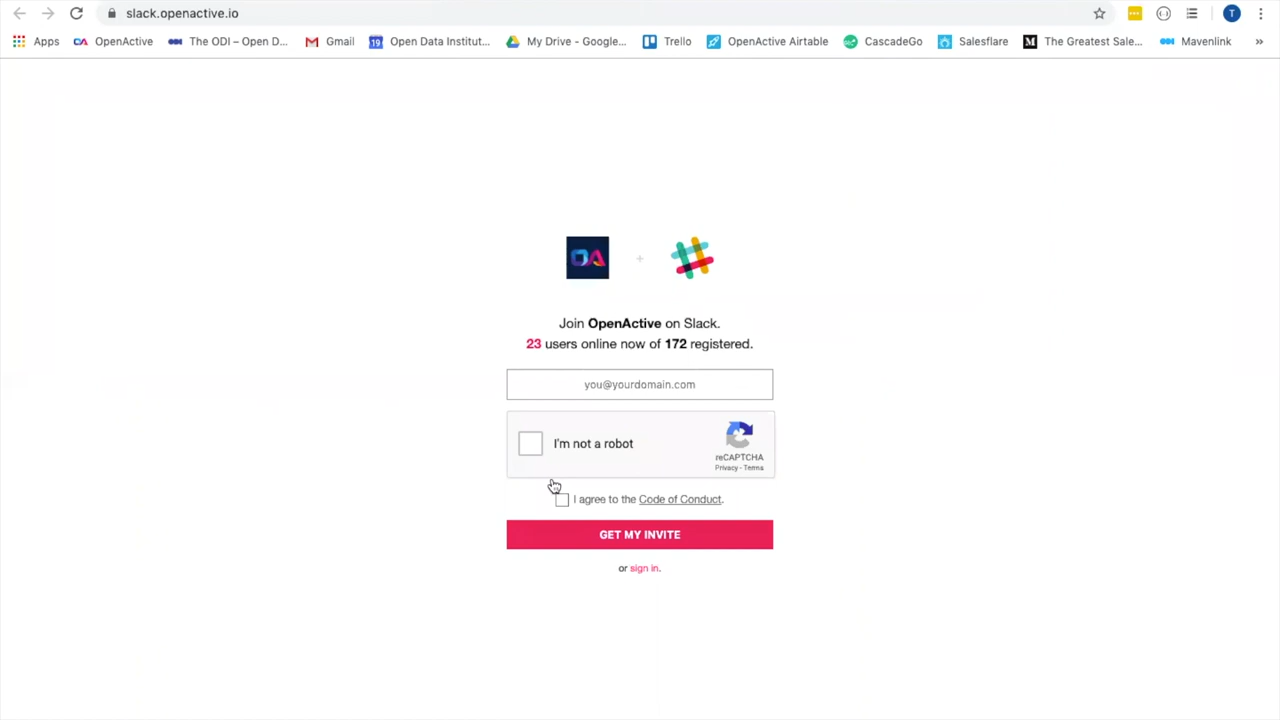 slack.openactive.io
T
Apps OpenActive The ODI – Open D... Gmail 19 Open Data Institut... My Drive - Google... Trello OpenActive Airtable CascadeGo Salesflare M The Greatest Sale... Mavenlink »
OA +
Join OpenActive on Slack.
23 users online now of 172 registered.
you@yourdomain.com
I'm not a robot
reCAPTCHA
Privacy - Terms
I agree to the Code of Conduct.
GET MY INVITE
or sign in.